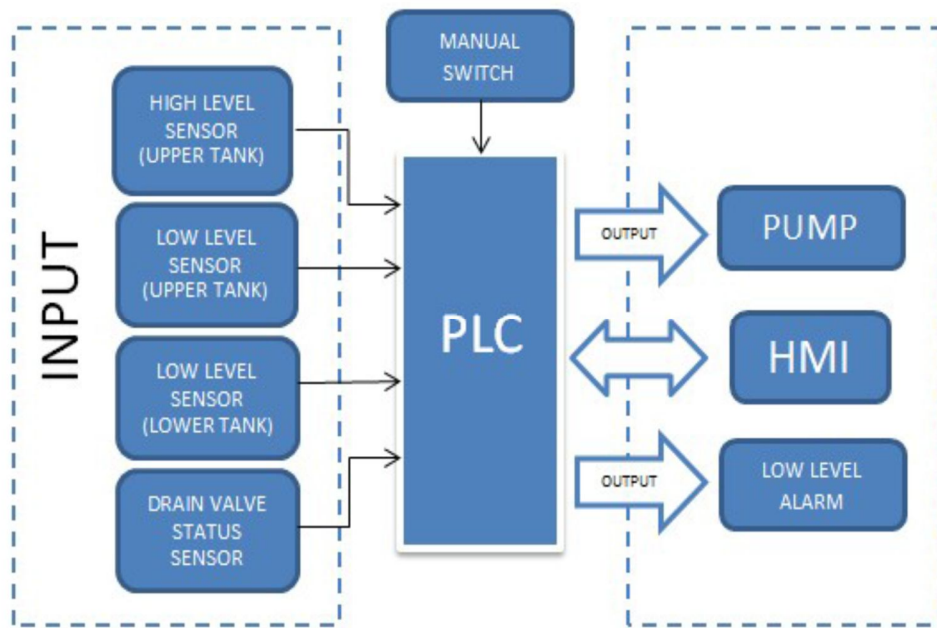 INPUT
HIGH LEVEL
SENSOR
(UPPER TANK)
LOW LEVEL
SENSOR
(UPPER TANK)
LOW LEVEL
SENSOR
(LOWER TANK)
DRAIN VALVE
STATUS
SENSOR
MANUAL
SWITCH
PLC
OUTPUT
OUTPUT
PUMP
HMI
LOW LEVEL
ALARM